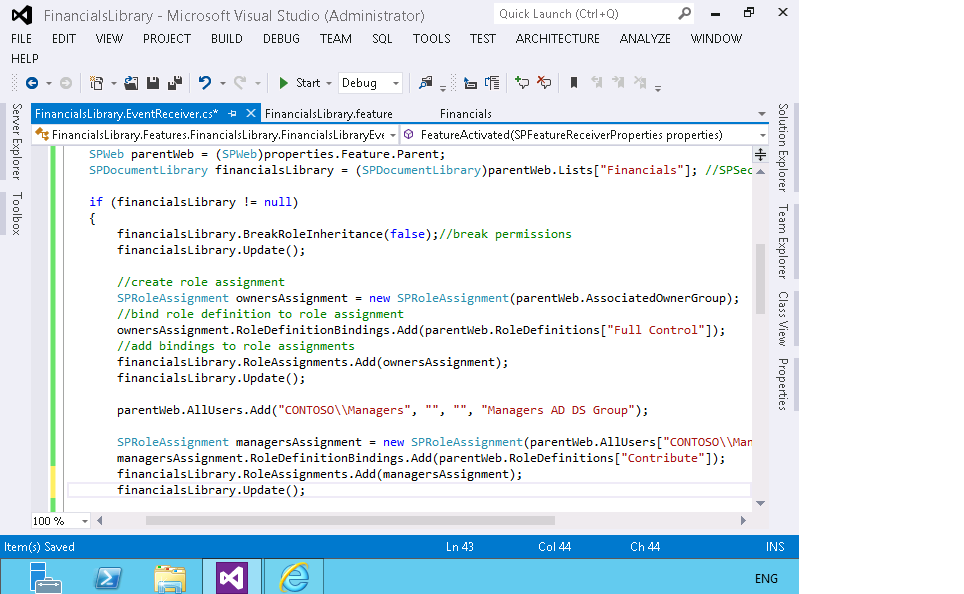 FinancialsLibrary - Microsoft Visual Studio (Administrator)
Quick Launch (Ctrl+Q)
FILE EDIT VIEW PROJECT BUILD DEBUG TEAM SQL TOOLS TEST ARCHITECTURE ANALYZE WINDOW
HELP
Start Debug
Server Explorer
Toolbox
FinancialsLibrary.EventReceiver.cs* FinancialsLibrary.feature Financials
FinancialsLibrary.Features.FinancialsLibrary.FinancialsLibraryEve FeatureActivated(SPFeatureReceiverProperties properties)
SPWeb parentWeb = (SPWeb)properties.Feature.Parent;
SPDocumentLibrary financialsLibrary = (SPDocumentLibrary)parentWeb.Lists["Financials"]; //SPSec
if (financialsLibrary != null)
{
financialsLibrary.BreakRoleInheritance(false);//break permissions
financialsLibrary.Update();
//create role assignment
SPRoleAssignment ownersAssignment = new SPRoleAssignment(parentWeb.AssociatedOwnerGroup);
//bind role definition to role assignment
ownersAssignment.RoleDefinitionBindings.Add(parentWeb.RoleDefinitions["Full Control"]);
//add bindings to role assignments
financialsLibrary.RoleAssignments.Add(ownersAssignment);
financialsLibrary.Update();
parentWeb.AllUsers.Add("CONTOSO\\Managers", "", "", "Managers AD DS Group");
SPRoleAssignment managersAssignment = new SPRoleAssignment(parentWeb.AllUsers["CONTOSO\\Man
managersAssignment.RoleDefinitionBindings.Add(parentWeb.RoleDefinitions["Contribute"]);
financialsLibrary.RoleAssignments.Add(managersAssignment);
financialsLibrary.Update();
Solution Explorer
Team Explorer
Class View
Properties
100 %
Item(s) Saved Ln 43 Col 44 Ch 44 INS
ENG